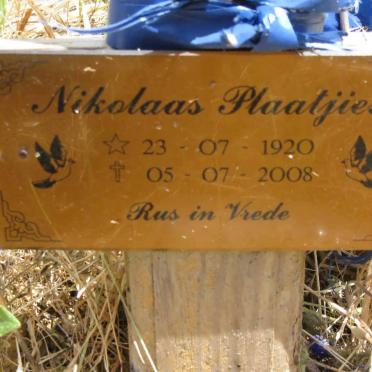 Nikolaas Plaatjies
☆ 23 - 07 - 1920
✝ 05 - 07 - 2008
Rus in Vrede